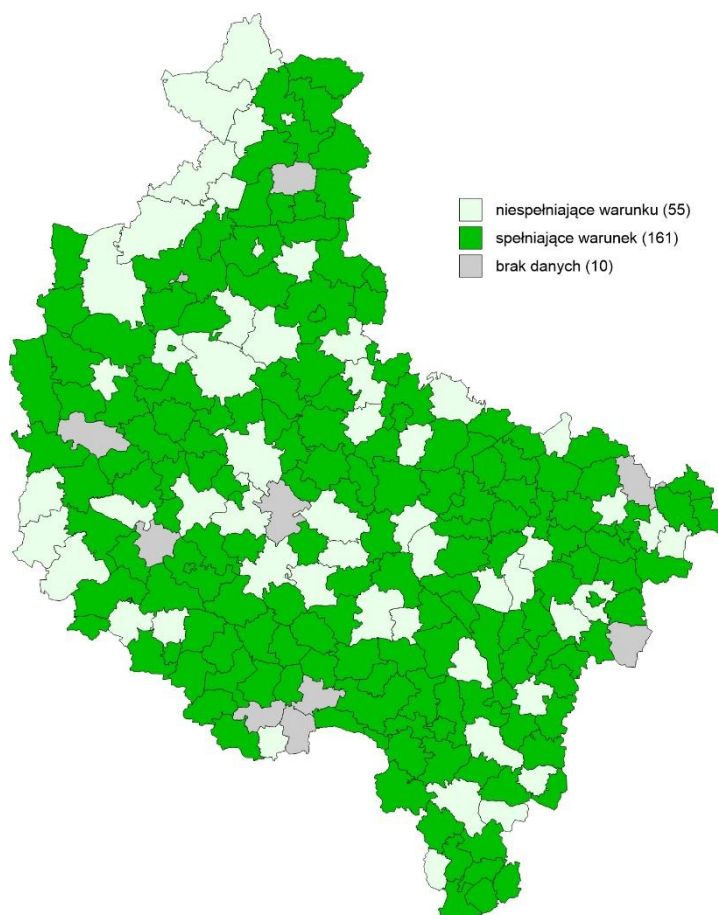 niespełniające warunku (55)
spełniające warunek (161)
brak danych (10)